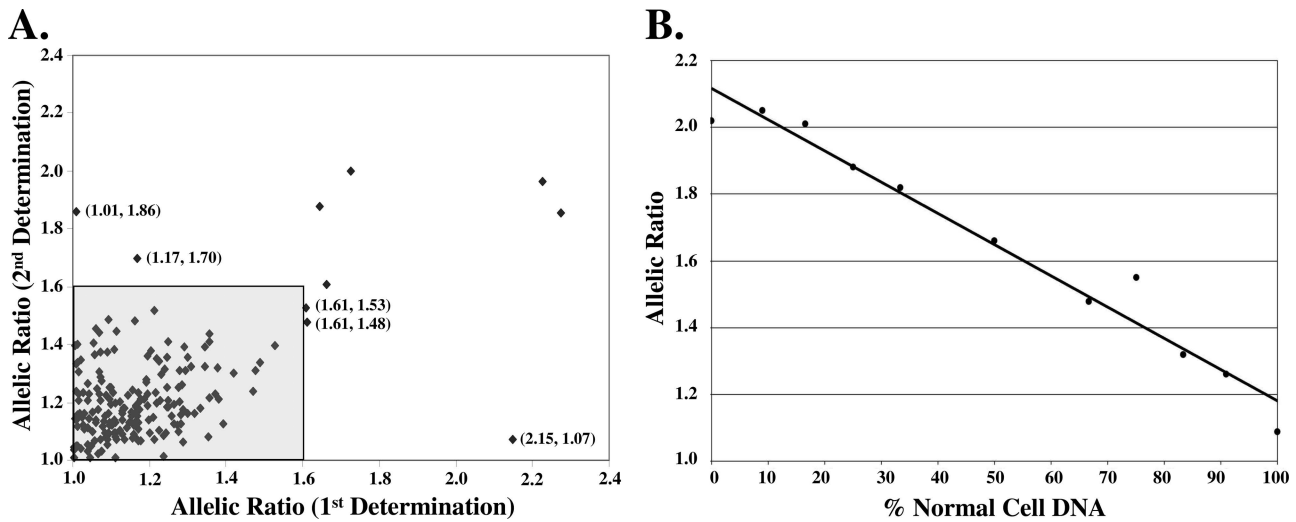 A.
Allelic Ratio (2nd Determination)
2.4
2.2
2.0
1.8
1.6
1.4
1.2
1.0
(1.01, 1.86)
(1.17, 1.70)
(1.61, 1.53)
(1.61, 1.48)
(2.15, 1.07)
1.0 1.2 1.4 1.6 1.8 2.0 2.2 2.4
Allelic Ratio (1st Determination)
B.
Allelic Ratio
2.2
2.0
1.8
1.6
1.4
1.2
1.0
0 10 20 30 40 50 60 70 80 90 100
% Normal Cell DNA